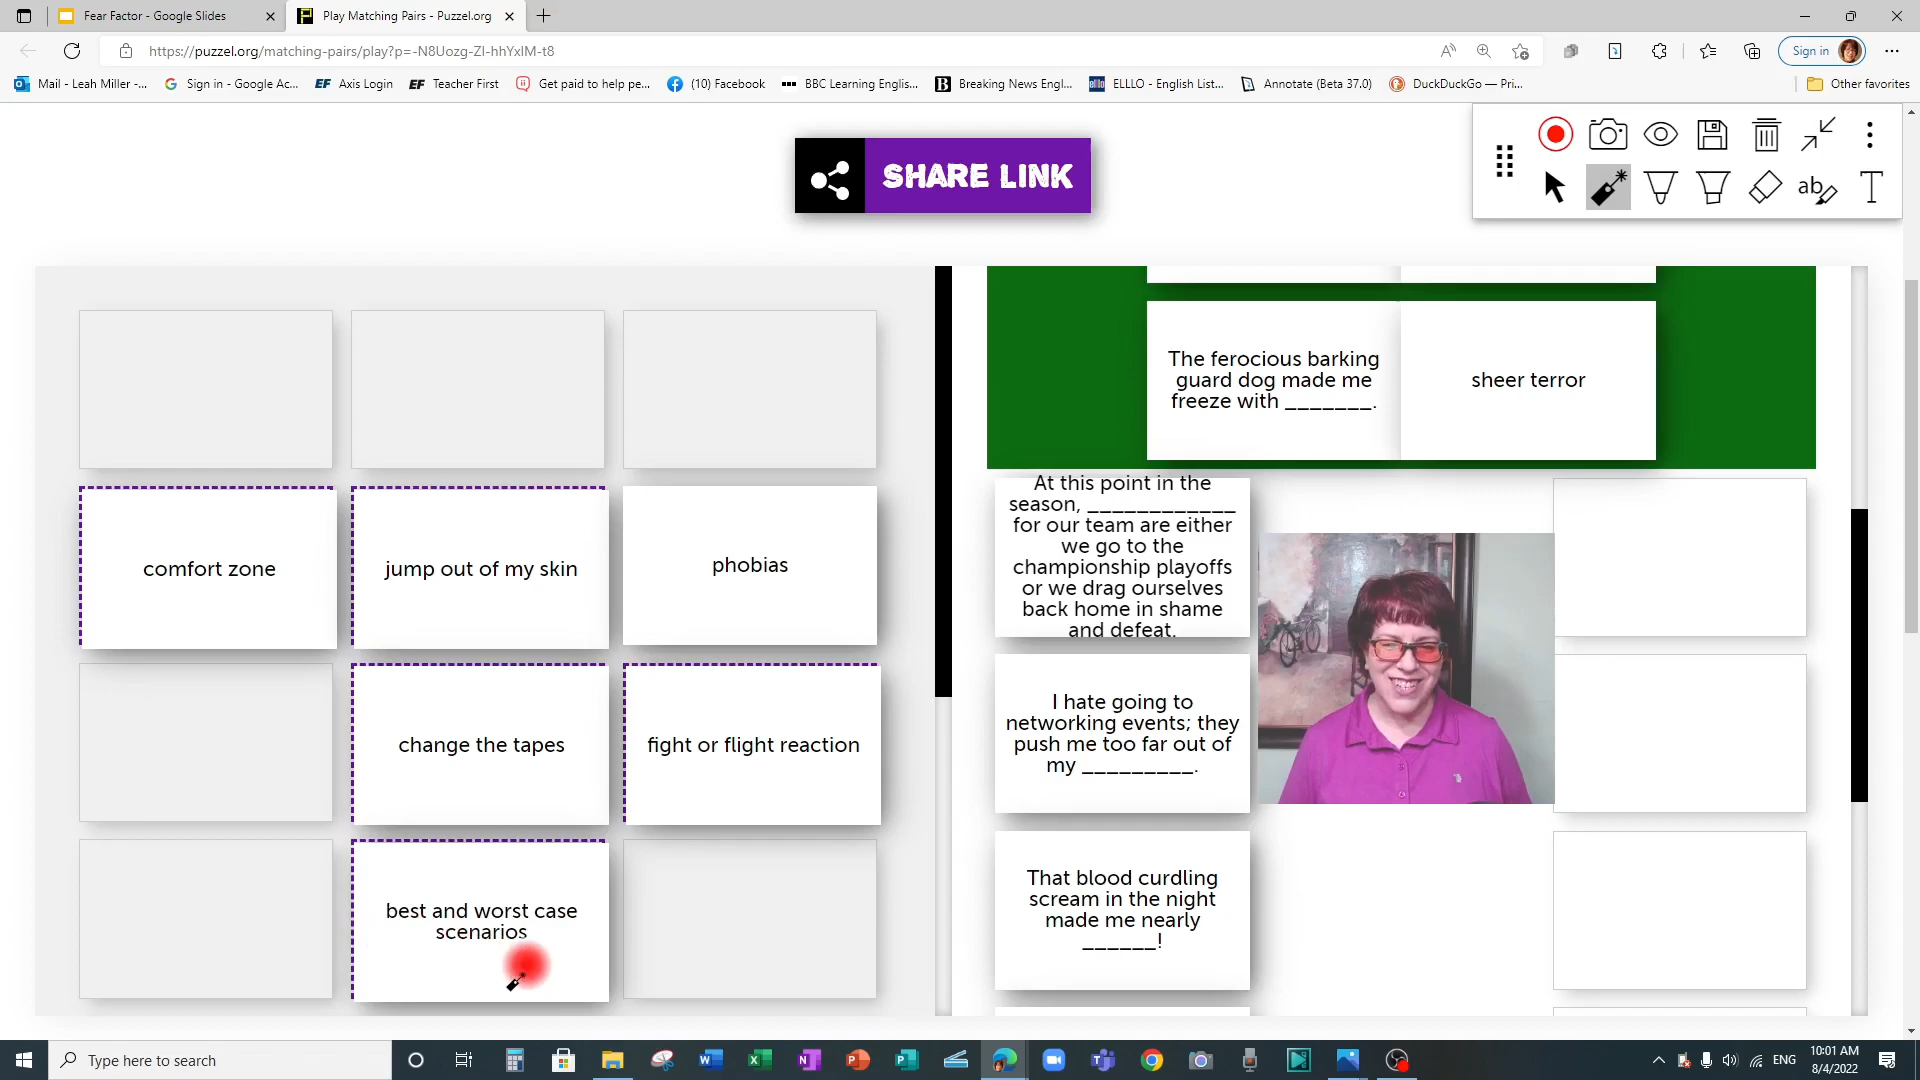 Fear Factor - Google Slides
Play Matching Pairs - Puzzel.org
https://puzzel.org/matching-pairs/play?p=-N8Uozg-Zl-hhYxlM-t8
Sign in
Mail - Leah Miller -...
Sign in - Google Ac...
EF Axis Login
EF Teacher First
Get paid to help pe...
(10) Facebook
BBC Learning Englis...
B Breaking News Engl...
ELLLO - English List...
Annotate (Beta 37.0)
DuckDuckGo — Pri...
Other favorites
SHARE LINK
ab
T
The ferocious barking
guard dog made me
freeze with _______.
sheer terror
comfort zone
jump out of my skin
phobias
change the tapes
fight or flight reaction
best and worst case
scenarios
At this point in the
season, ____________
for our team are either
we go to the
championship playoffs
or we drag ourselves
back home in shame
and defeat.
I hate going to
networking events; they
push me too far out of
my _________.
That blood curdling
scream in the night
made me nearly
______!
Type here to search
ENG
10:01 AM
8/4/2022